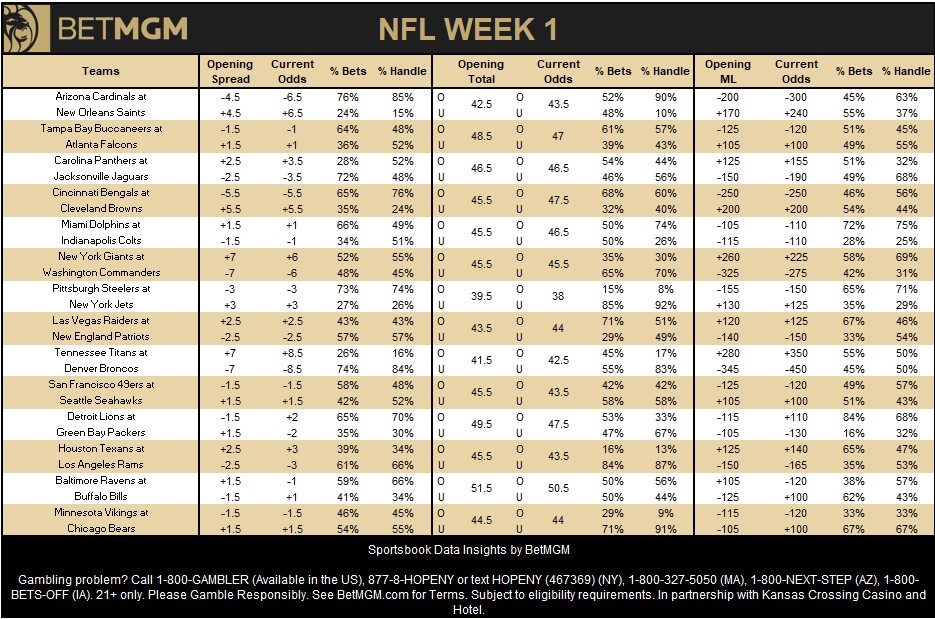 BETMGM NFL WEEK 1
Teams Opening Spread Current Odds % Bets % Handle Opening Total Current Odds % Bets % Handle Opening ML Current Odds % Bets % Handle
Arizona Cardinals at -4.5 -6.5 76% 85% O 42.5 O 43.5 52% 90% -200 -300 45% 63%
New Orleans Saints +4.5 +6.5 24% 15% U U 48% 10% +170 +240 55% 37%
Tampa Bay Buccaneers at -1.5 -1 64% 48% O 48.5 O 47 61% 57% -125 -120 51% 45%
Atlanta Falcons +1.5 +1 36% 52% U U 39% 43% +105 +100 49% 55%
Carolina Panthers at +2.5 +3.5 28% 52% O 46.5 O 46.5 54% 44% +125 +155 51% 32%
Jacksonville Jaguars -2.5 -3.5 72% 48% U U 46% 56% -150 -190 49% 68%
Cincinnati Bengals at -5.5 -5.5 65% 76% O 45.5 O 47.5 68% 60% -250 -250 46% 56%
Cleveland Browns +5.5 +5.5 35% 24% U U 32% 40% +200 +200 54% 44%
Miami Dolphins at +1.5 +1 66% 49% O 45.5 O 46.5 50% 74% -105 -110 72% 75%
Indianapolis Colts -1.5 -1 34% 51% U U 50% 26% -115 -110 28% 25%
New York Giants at +7 +6 52% 55% O 45.5 O 45.5 35% 30% +260 +225 58% 69%
Washington Commanders -7 -6 48% 45% U U 65% 70% -325 -275 42% 31%
Pittsburgh Steelers at -3 -3 73% 74% O 39.5 O 38 15% 8% -155 -150 65% 71%
New York Jets +3 +3 27% 26% U U 85% 92% +130 +125 35% 29%
Las Vegas Raiders at +2.5 +2.5 43% 43% O 43.5 O 44 71% 51% +120 +125 67% 46%
New England Patriots -2.5 -2.5 57% 57% U U 29% 49% -140 -150 33% 54%
Tennessee Titans at +7 +8.5 26% 16% O 41.5 O 42.5 45% 17% +280 +350 55% 50%
Denver Broncos -7 -8.5 74% 84% U U 55% 83% -345 -450 45% 50%
San Francisco 49ers at -1.5 -1.5 58% 48% O 45.5 O 43.5 42% 42% -125 -120 49% 57%
Seattle Seahawks +1.5 +1.5 42% 52% U U 58% 58% +105 +100 51% 43%
Detroit Lions at -1.5 +2 65% 70% O 49.5 O 47.5 53% 33% -115 +110 84% 68%
Green Bay Packers +1.5 -2 35% 30% U U 47% 67% -105 -130 16% 32%
Houston Texans at +2.5 +3 39% 34% O 45.5 O 43.5 16% 13% +125 +140 65% 47%
Los Angeles Rams -2.5 -3 61% 66% U U 84% 87% -150 -165 35% 53%
Baltimore Ravens at +1.5 -1 59% 66% O 51.5 O 50.5 50% 56% +105 -120 38% 57%
Buffalo Bills -1.5 +1 41% 34% U U 50% 44% -125 +100 62% 43%
Minnesota Vikings at -1.5 -1.5 46% 45% O 44.5 O 44 29% 9% -115 -120 33% 33%
Chicago Bears +1.5 +1.5 54% 55% U U 71% 91% -105 +100 67% 67%
Sportsbook Data Insights by BetMGM
Gambling problem? Call 1-800-GAMBLER (Available in the US), 877-8-HOPENY or text HOPENY (467369) (NY), 1-800-327-5050 (MA), 1-800-NEXT-STEP (AZ), 1-800-
BETS-OFF (IA). 21+ only. Please Gamble Responsibly. See BetMGM.com for Terms. Subject to eligibility requirements. In partnership with Kansas Crossing Casino and
Hotel.